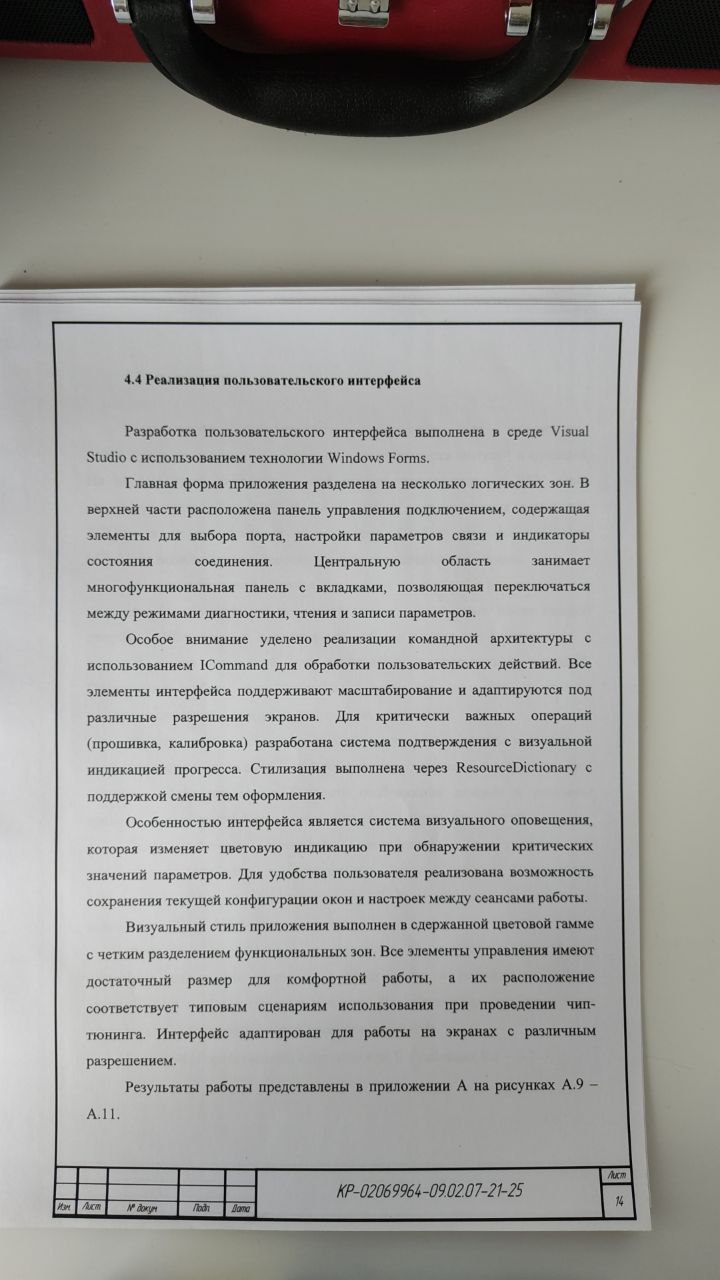 4.4 Реализация пользовательского интерфейса
Разработка пользовательского интерфейса выполнена в среде Visual
Studio с использованием технологии Windows Forms.
Главная форма приложения разделена на несколько логических зон. В
верхней части расположена панель управления подключением, содержащая
элементы для выбора порта, настройки параметров связи и индикаторы
состояния соединения. Центральную область занимает
многофункциональная панель с вкладками, позволяющая переключаться
между режимами диагностики, чтения и записи параметров.
Особое внимание уделено реализации командной архитектуры с
использованием ICommand для обработки пользовательских действий. Все
элементы интерфейса поддерживают масштабирование и адаптируются под
различные разрешения экранов. Для критически важных операций
(прошивка, калибровка) разработана система подтверждения с визуальной
индикацией прогресса. Стилизация выполнена через ResourceDictionary с
поддержкой смены тем оформления.
Особенностью интерфейса является система визуального оповещения,
которая изменяет цветовую индикацию при обнаружении критических
значений параметров. Для удобства пользователя реализована возможность
сохранения текущей конфигурации окон и настроек между сеансами работы.
Визуальный стиль приложения выполнен в сдержанной цветовой гамме
с четким разделением функциональных зон. Все элементы управления имеют
достаточный размер для комфортной работы, а их расположение
соответствует типовым сценариям использования при проведении чип-
тюнинга. Интерфейс адаптирован для работы на экранах с различным
разрешением.
Результаты работы представлены в приложении А на рисунках А.9 –
А.11.
КР-02069964-09.02.07-21-25
Лист
14
Изм. Лист № докум. Подп. Дата